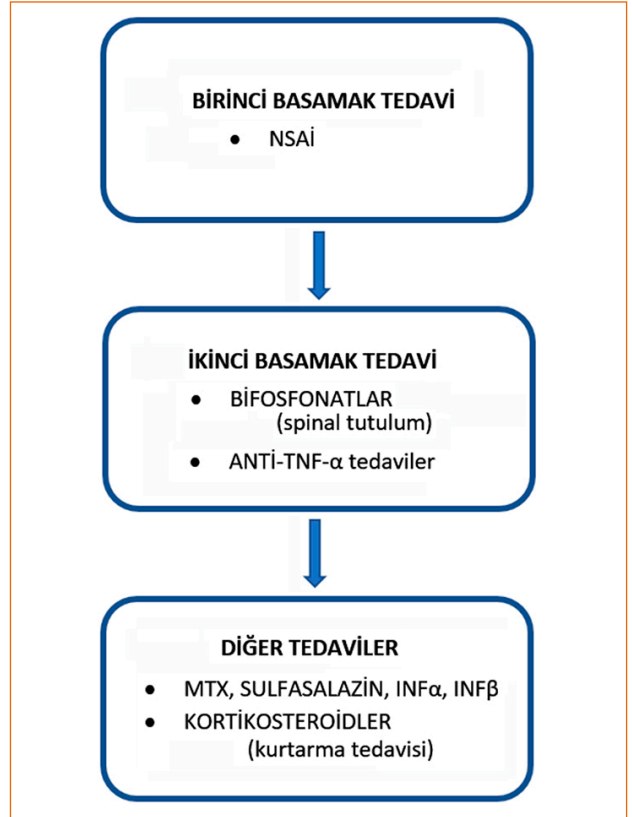 BİRİNCİ BASAMAK TEDAVİ
• NSAİ
İKİNCİ BASAMAK TEDAVİ
• BİFOSFONATLAR
(spinal tutulum)
• ANTİ-TNF-α tedaviler
DİĞER TEDAVİLER
• MTX, SULFASALAZİN, INFα, INFβ
• KORTİKOSTEROİDLER
(kurtarma tedavisi)